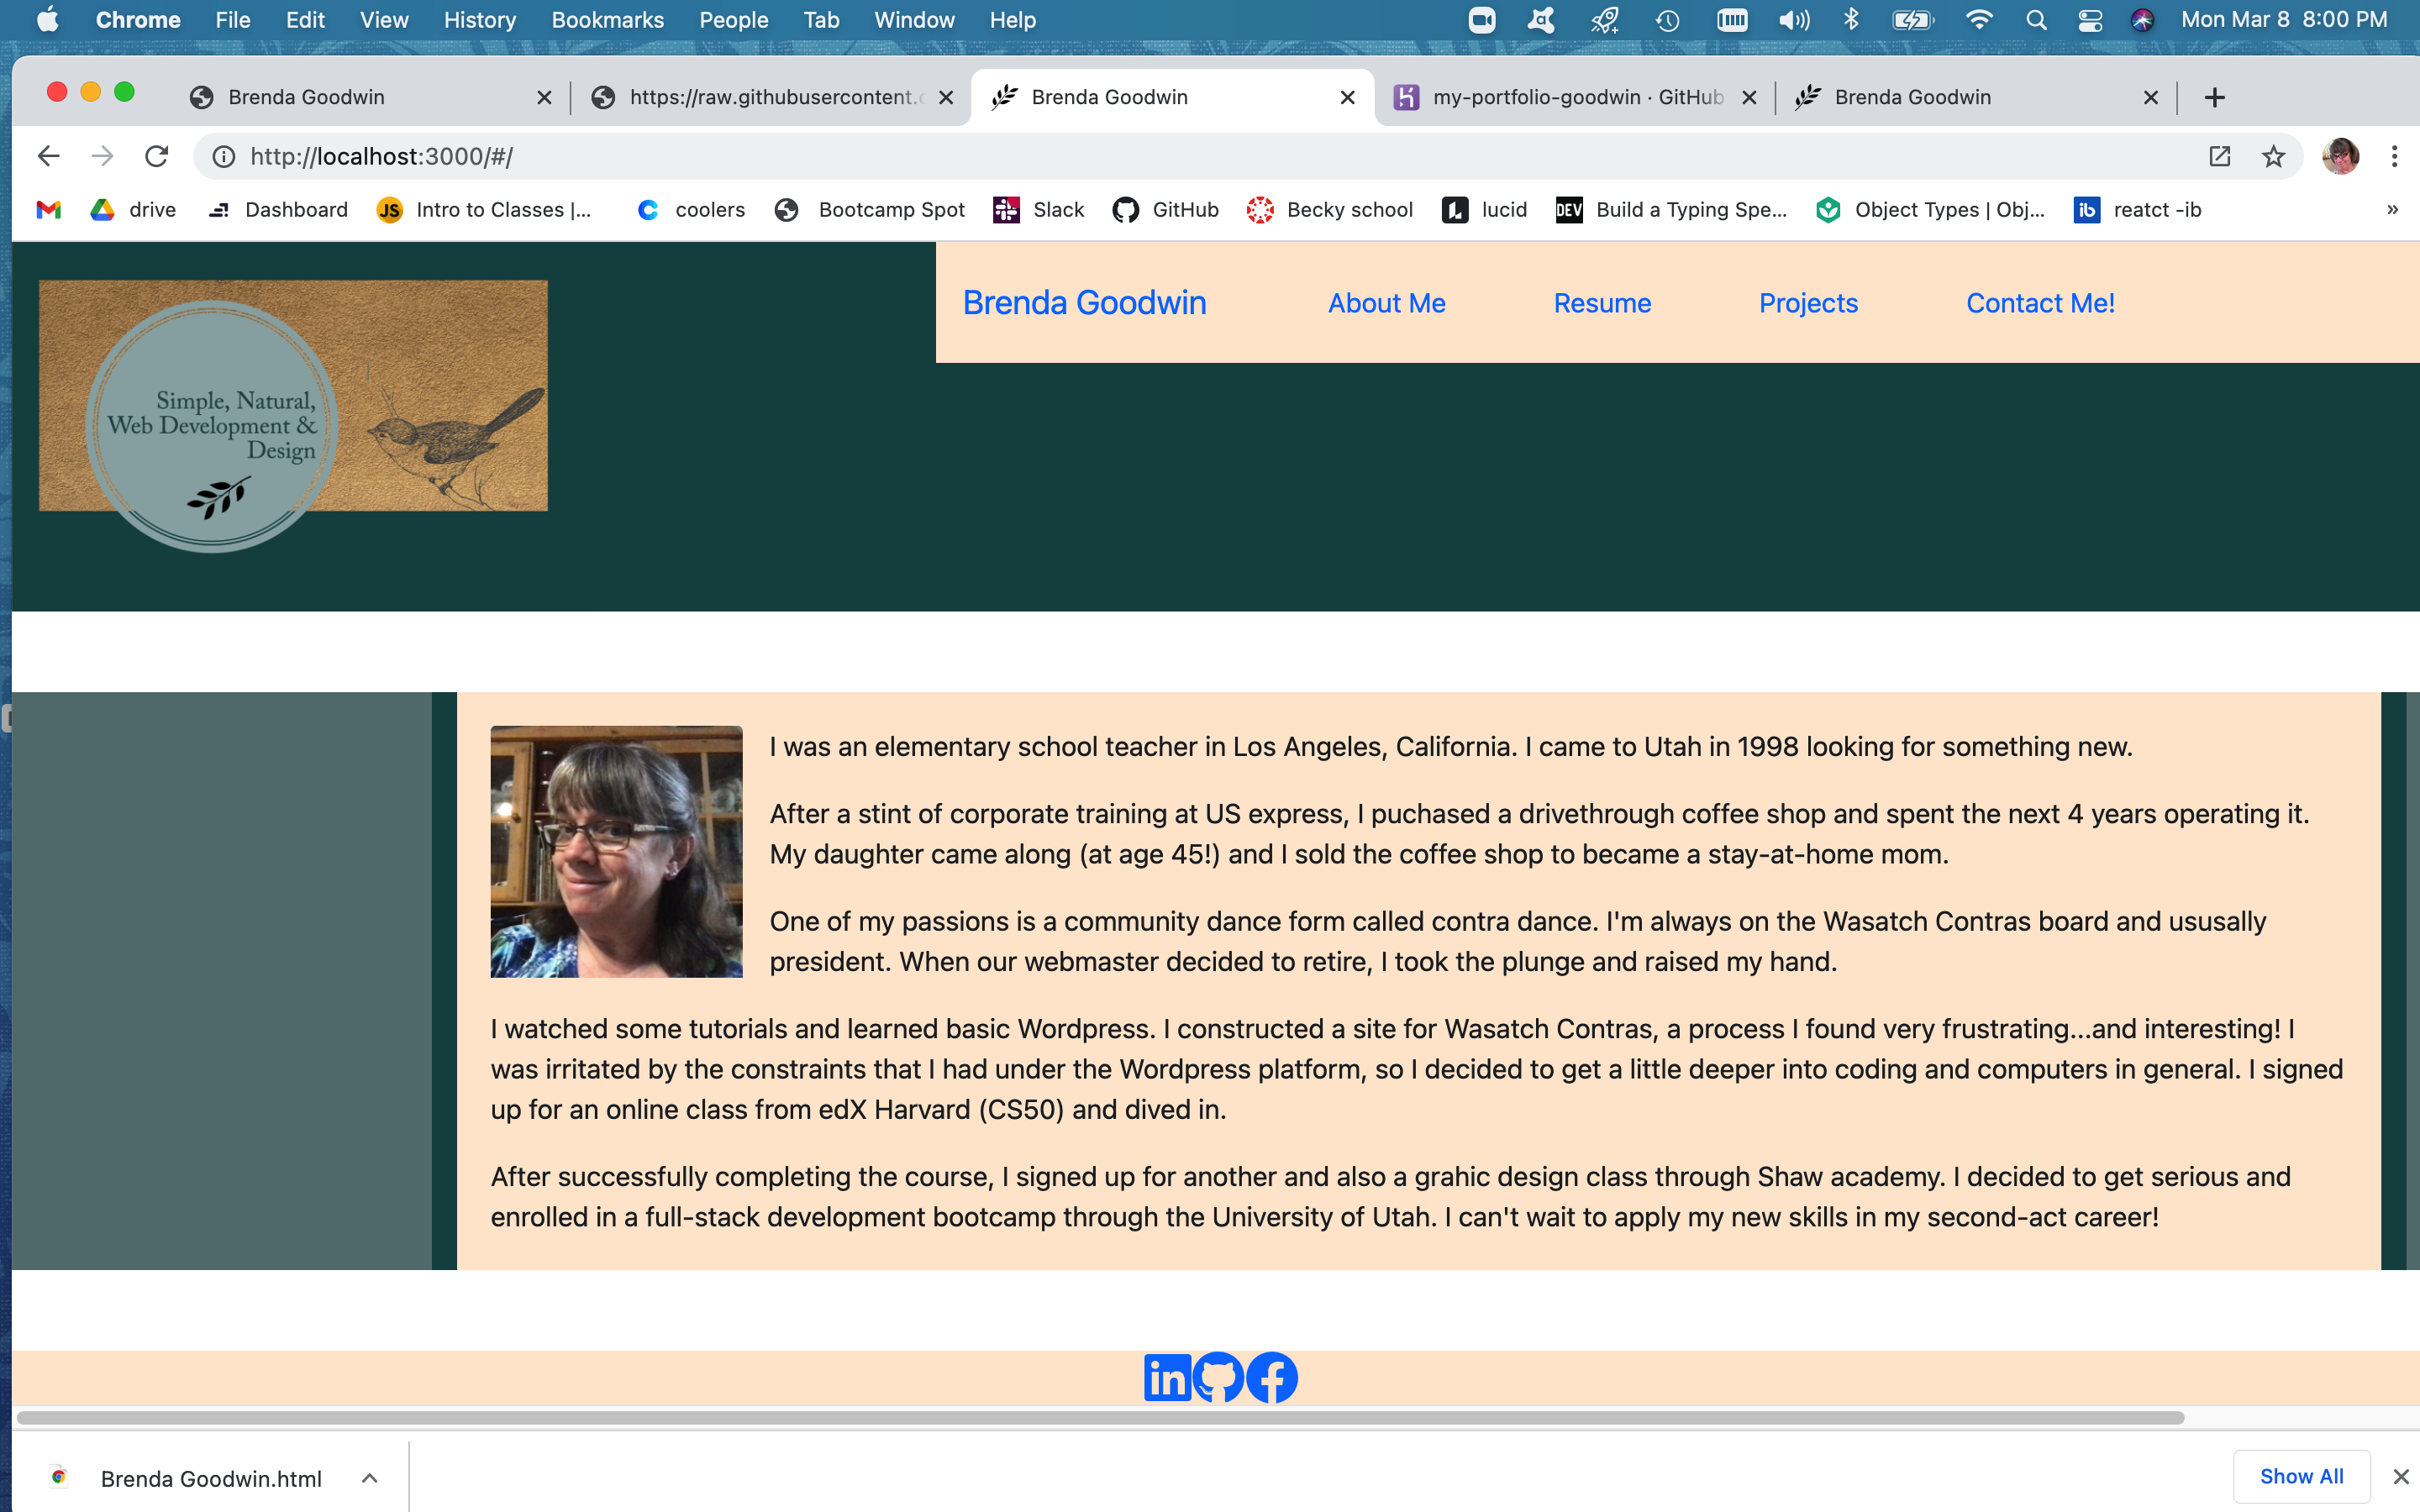 Chrome File Edit View History Bookmarks People Tab Window Help Mon Mar 8 8:00 PM
Brenda Goodwin https://raw.githubusercontent. Brenda Goodwin my-portfolio-goodwin · GitHub Brenda Goodwin
http://localhost:3000/#/
drive Dashboard JS Intro to Classes |... coolers Bootcamp Spot Slack GitHub Becky school lucid DEV Build a Typing Spe... Object Types | Obj... ib reatct -ib »
Brenda Goodwin About Me Resume Projects Contact Me!
Simple, Natural,
Web Development &
Design
I was an elementary school teacher in Los Angeles, California. I came to Utah in 1998 looking for something new.
After a stint of corporate training at US express, I puchased a drivethrough coffee shop and spent the next 4 years operating it.
My daughter came along (at age 45!) and I sold the coffee shop to became a stay-at-home mom.
One of my passions is a community dance form called contra dance. I'm always on the Wasatch Contras board and ususally
president. When our webmaster decided to retire, I took the plunge and raised my hand.
I watched some tutorials and learned basic Wordpress. I constructed a site for Wasatch Contras, a process I found very frustrating...and interesting! I
was irritated by the constraints that I had under the Wordpress platform, so I decided to get a little deeper into coding and computers in general. I signed
up for an online class from edX Harvard (CS50) and dived in.
After successfully completing the course, I signed up for another and also a grahic design class through Shaw academy. I decided to get serious and
enrolled in a full-stack development bootcamp through the University of Utah. I can't wait to apply my new skills in my second-act career!
in
Brenda Goodwin.html Show All